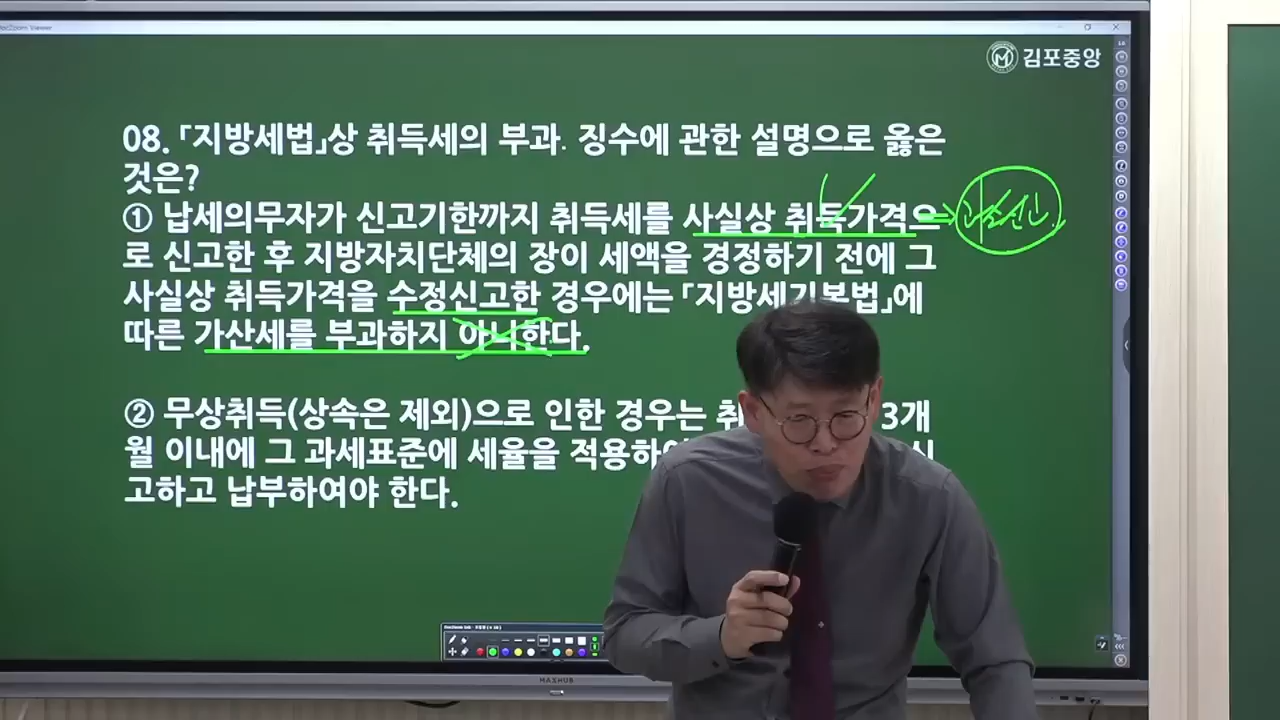 김포중앙
08. 「지방세법」상 취득세의 부과. 징수에 관한 설명으로 옳은
것은?
① 납세의무자가 신고기한까지 취득세를 사실상 취득가격으
로 신고한 후 지방자치단체의 장이 세액을 경정하기 전에 그
사실상 취득가격을 수정신고한 경우에는 「지방세기본법」에
따른 가산세를 부과하지 아니한다.
② 무상취득(상속은 제외)으로 인한 경우는 취 3개
월 이내에 그 과세표준에 세율을 적용하여 신
고하고 납부하여야 한다.
MAXHUB